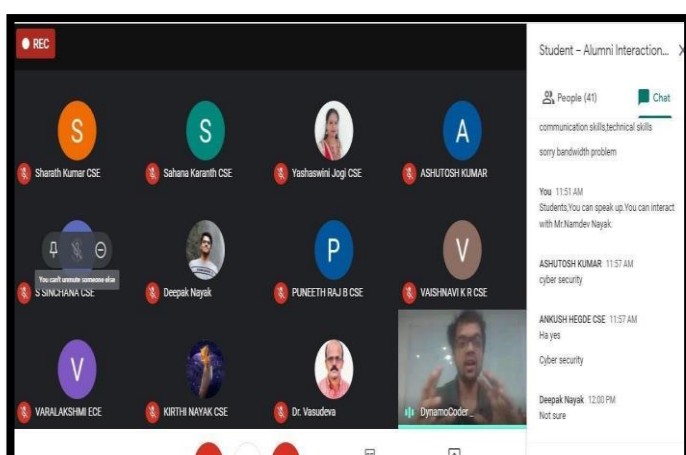 REC
Student – Alumni Interaction...
People (41)
Chat
S
Sharath Kumar CSE
S
Sahana Karanth CSE
Yashaswini Jogi CSE
A
ASHUTOSH KUMAR
You can't unmute someone else
S SINCHANA CSE
Deepak Nayak
P
PUNEETH RAJ B CSE
V
VAISHNAVI K R CSE
V
VARALAKSHMI ECE
KIRTHI NAYAK CSE
Dr. Vasudeva
DynamoCoder_
communication skills,technical skills
sorry bandwidth problem
You 11:51 AM
Students,You can speak up.You can interact
with Mr.Namdev Nayak.
ASHUTOSH KUMAR 11:57 AM
cyber security
ANKUSH HEGDE CSE 11:57 AM
Ha yes
Cyber security
Deepak Nayak 12:00 PM
Not sure